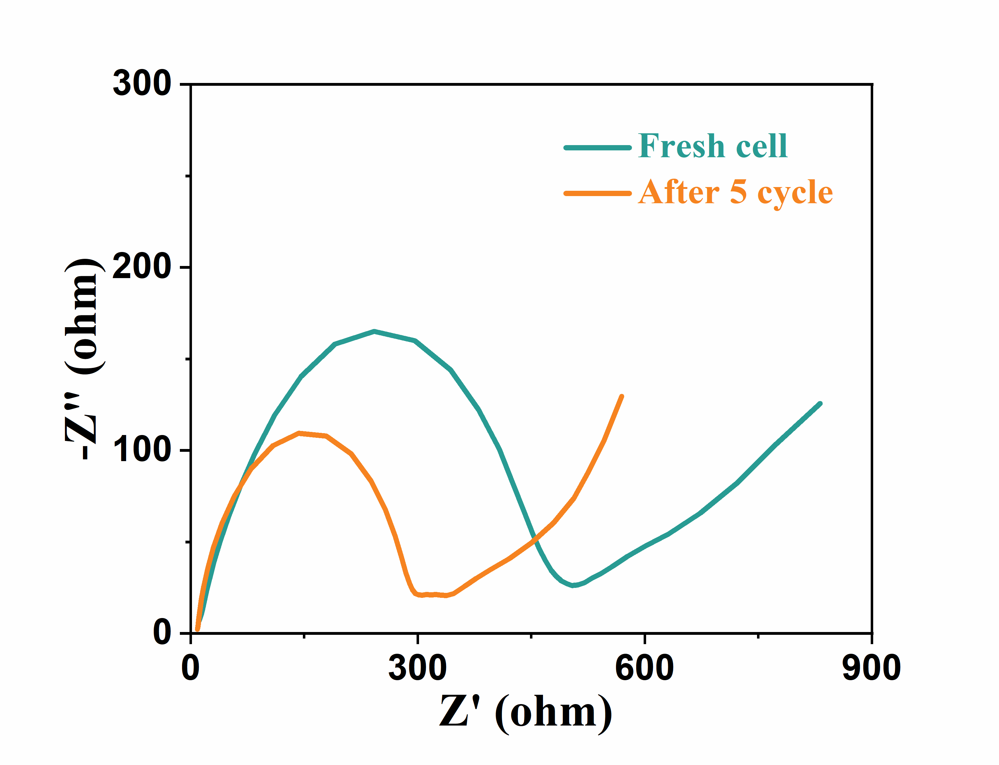 300
200
100
0
0 300 600 900
-Z" (ohm)
Z' (ohm)
Fresh cell
After 5 cycle